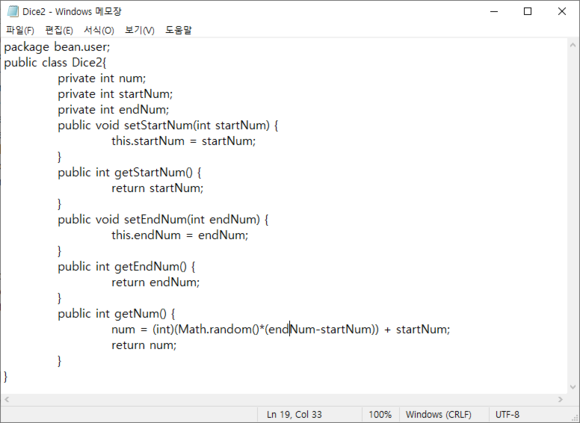 Dice2 - Windows 메모장
파일(F) 편집(E) 서식(O) 보기(V) 도움말
package bean.user;
public class Dice2{
private int num;
private int startNum;
private int endNum;
public void setStartNum(int startNum) {
this.startNum = startNum;
}
public int getStartNum() {
return startNum;
}
public void setEndNum(int endNum) {
this.endNum = endNum;
}
public int getEndNum() {
return endNum;
}
public int getNum() {
num = (int)(Math.random()*(endNum-startNum)) + startNum;
return num;
}
}
Ln 19, Col 33 100% Windows (CRLF) UTF-8